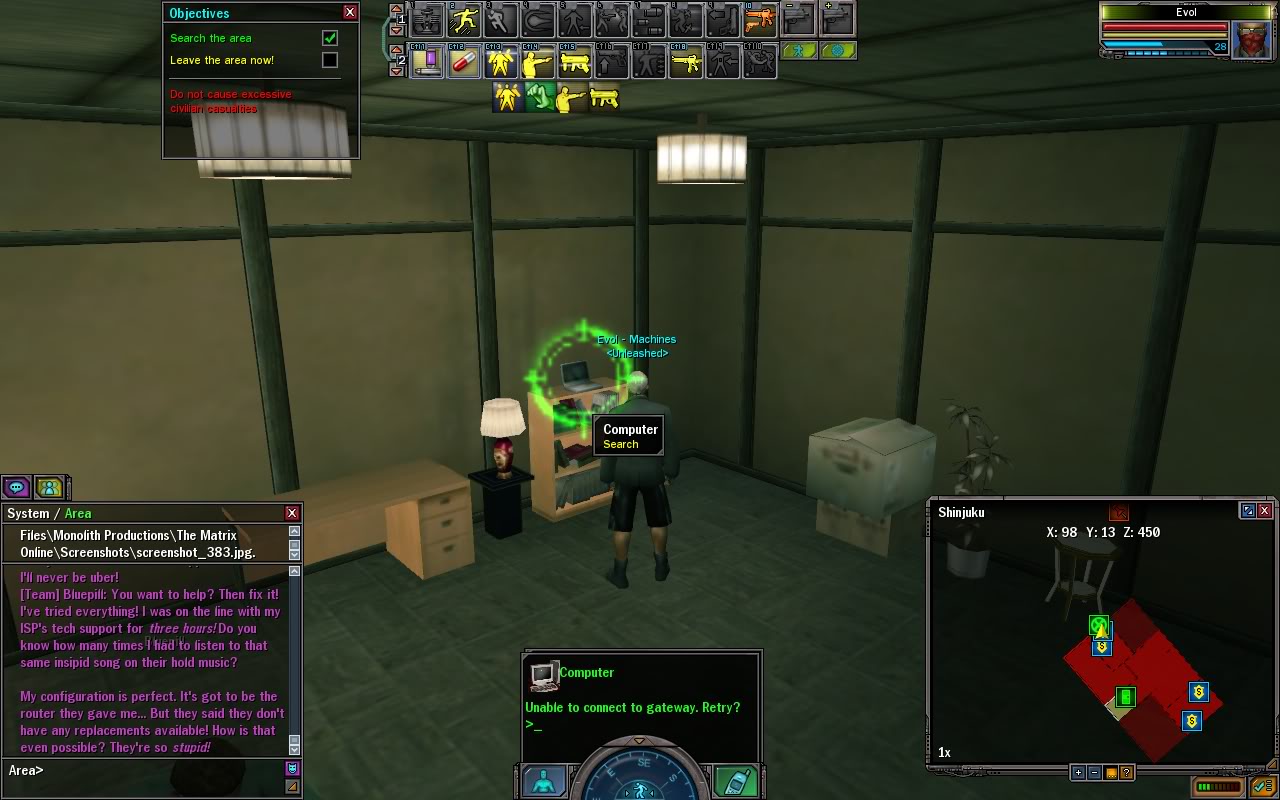 Objectives
Search the area
Leave the area now!
Do not cause excessive
civilian casualties
1
2
Evol
28
Evol - Machines
<Unleashed>
Computer
Search
System / Area
Files\Monolith Productions\The Matrix
Online\Screenshots\screenshot_383.jpg.
I'll never be uber!
[Team] Bluepill: You want to help? Then fix it!
I've tried everything! I was on the line with my
ISP's tech support for three hours! Do you
know how many times I had to listen to that
same insipid song on their hold music?
My configuration is perfect. It's got to be the
router they gave me... But they said they don't
have any replacements available! How is that
even possible? They're so stupid!
Area>
Computer
Unable to connect to gateway. Retry?
>_
E
SE
S
Shinjuku
X: 98 Y: 13 Z: 450
1x